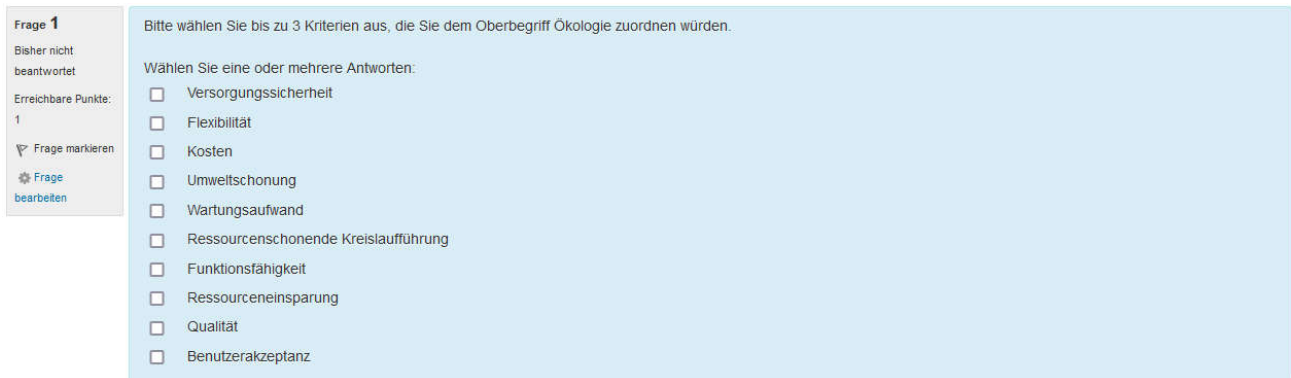 Frage 1
Bisher nicht
beantwortet
Erreichbare Punkte:
1
Frage markieren
Frage
bearbeiten
Bitte wählen Sie bis zu 3 Kriterien aus, die Sie dem Oberbegriff Ökologie zuordnen würden.
Wählen Sie eine oder mehrere Antworten:
Versorgungssicherheit
Flexibilität
Kosten
Umweltschonung
Wartungsaufwand
Ressourcenschonende Kreislaufführung
Funktionsfähigkeit
Ressourceneinsparung
Qualität
Benutzerakzeptanz